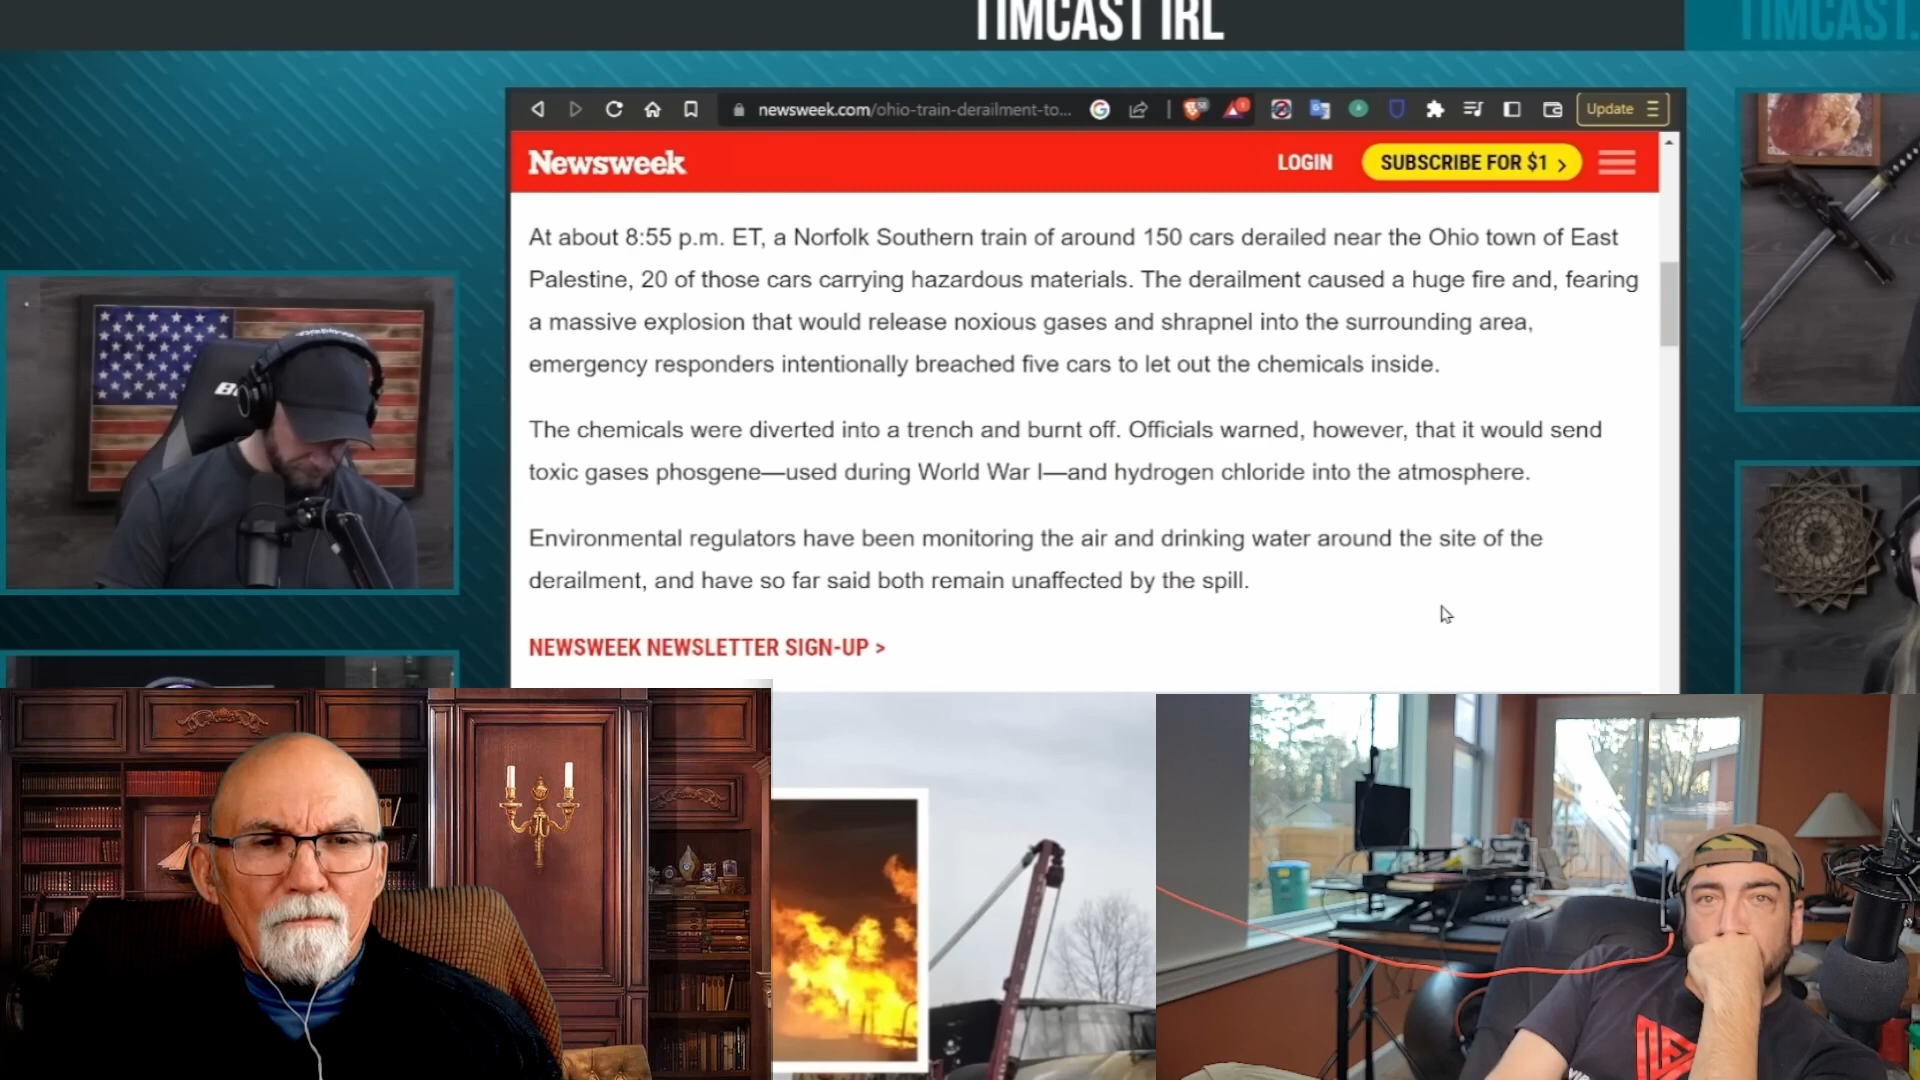 TIMCAST IRL
TIMCAST
newsweek.com/ohio-train-derailment-to...
Update
Newsweek
LOGIN
SUBSCRIBE FOR $1 >
At about 8:55 p.m. ET, a Norfolk Southern train of around 150 cars derailed near the Ohio town of East
Palestine, 20 of those cars carrying hazardous materials. The derailment caused a huge fire and, fearing
a massive explosion that would release noxious gases and shrapnel into the surrounding area,
emergency responders intentionally breached five cars to let out the chemicals inside.
The chemicals were diverted into a trench and burnt off. Officials warned, however, that it would send
toxic gases phosgene—used during World War I—and hydrogen chloride into the atmosphere.
Environmental regulators have been monitoring the air and drinking water around the site of the
derailment, and have so far said both remain unaffected by the spill.
NEWSWEEK NEWSLETTER SIGN-UP >